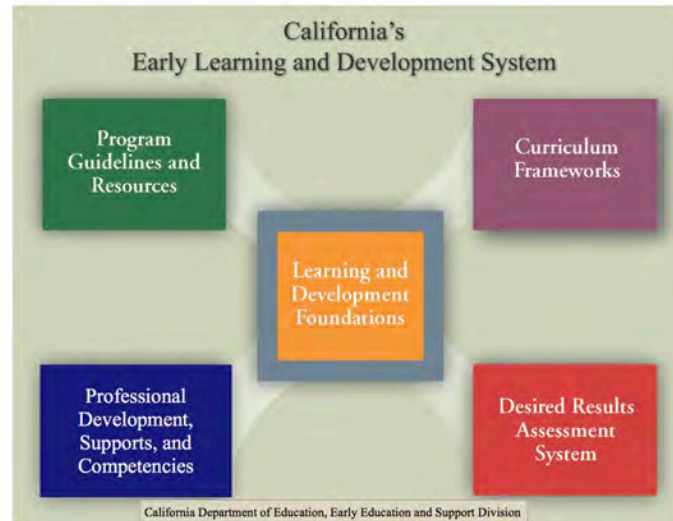 California's
Early Learning and Development System
Program
Guidelines and
Resources
Curriculum
Frameworks
Learning and
Development
Foundations
Professional
Development,
Supports, and
Competencies
Desired Results
Assessment
System
California Department of Education, Early Education and Support Division